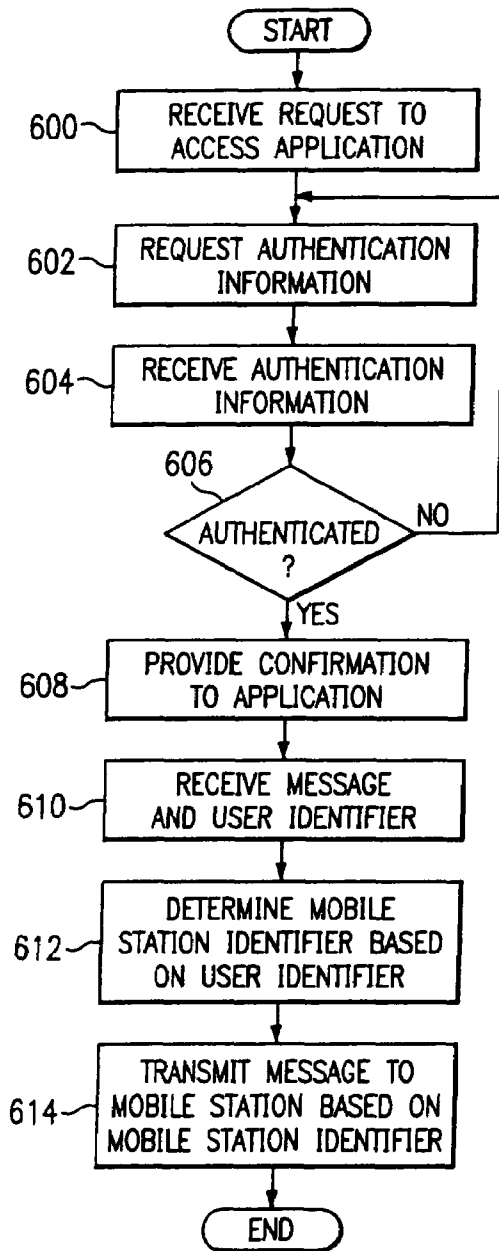 START
600
RECEIVE REQUEST TO
ACCESS APPLICATION
602
REQUEST AUTHENTICATION
INFORMATION
604
RECEIVE AUTHENTICATION
INFORMATION
606
AUTHENTICATED
?
NO
YES
608
PROVIDE CONFIRMATION
TO APPLICATION
610
RECEIVE MESSAGE
AND USER IDENTIFIER
612
DETERMINE MOBILE
STATION IDENTIFIER BASED
ON USER IDENTIFIER
614
TRANSMIT MESSAGE TO
MOBILE STATION BASED ON
MOBILE STATION IDENTIFIER
END